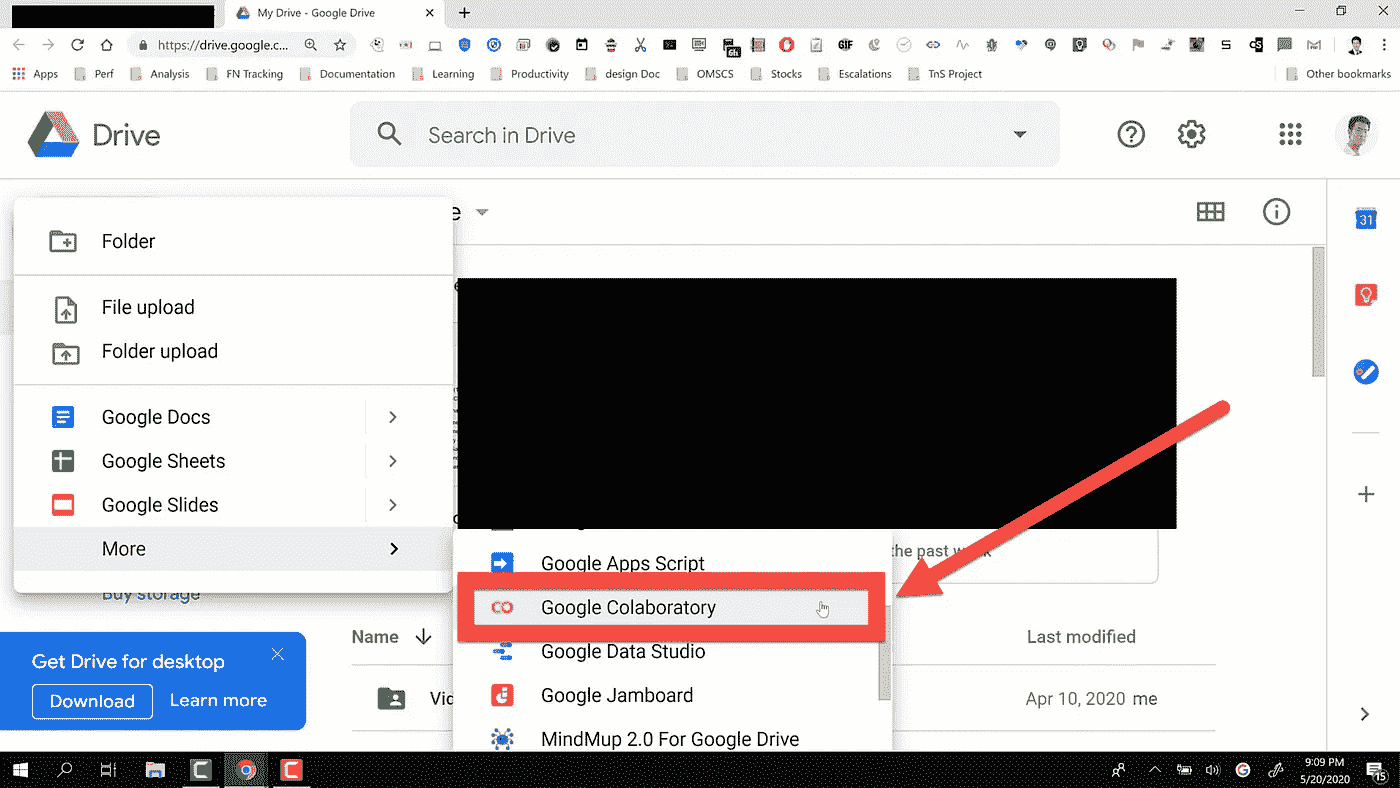 My Drive - Google Drive
https://drive.google.c...
6h
GIF
S
Apps
Perf
Analysis
FN Tracking
Documentation
Learning
Productivity
design Doc
OMSCS
Stocks
Escalations
TnS Project
Other bookmarks
Drive
Search in Drive
Folder
31
File upload
Folder upload
Google Docs
Google Sheets
Google Slides
More
Google Apps Script
Google Colaboratory
Buy storage
Name
Last modified
Get Drive for desktop
Google Data Studio
Download
Learn more
Google Jamboard
Vid
Apr 10, 2020 me
MindMup 2.0 For Google Drive
9:09 PM
5/20/2020
15